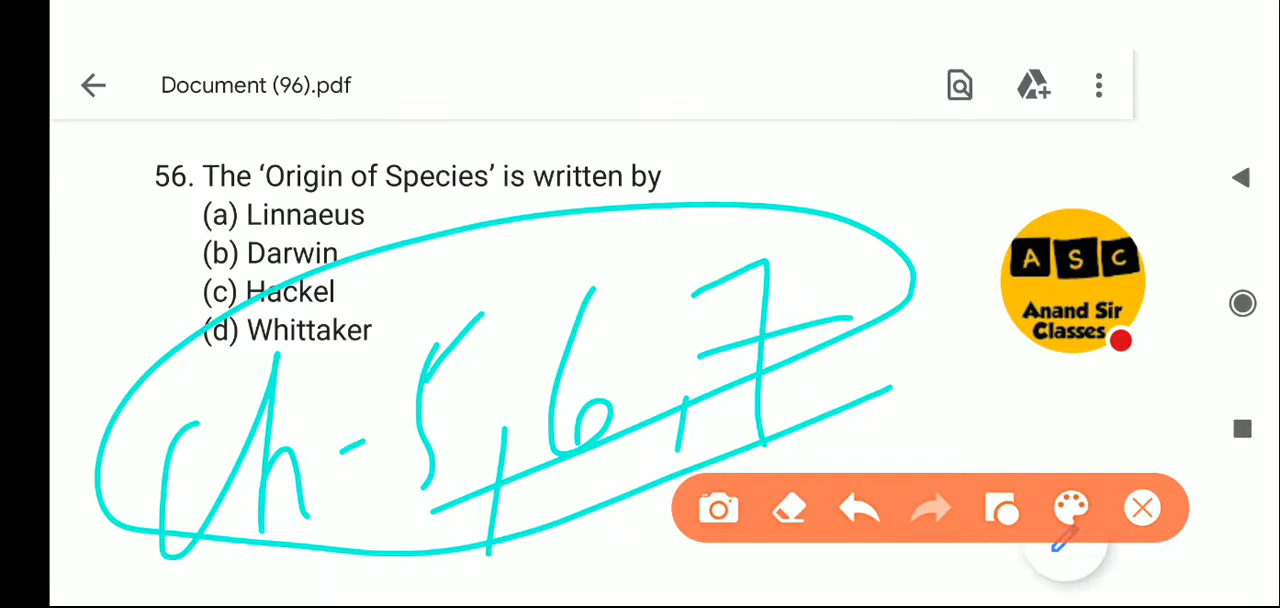 Document (96).pdf
56. The ‘Origin of Species’ is written by
(a) Linnaeus
(b) Darwin
(c) Hackel
(d) Whittaker
Ch - 5, 6, 7
A S C
Anand Sir
Classes